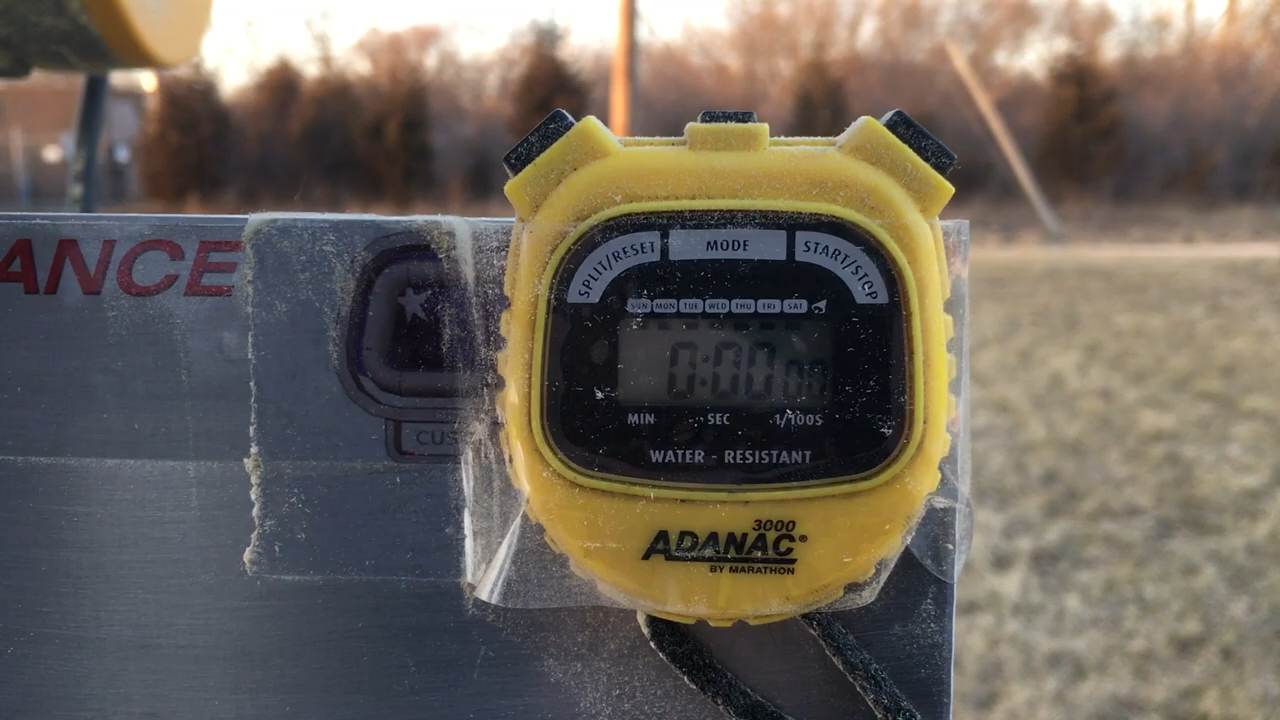 ANCE
SPLIT/RESET MODE START/STOP
SUN MON TUE WED THU FRI SAT
0:00 00
MIN SEC 1/100S
WATER - RESISTANT
CUS
3000
ADANAC®
BY MARATHON